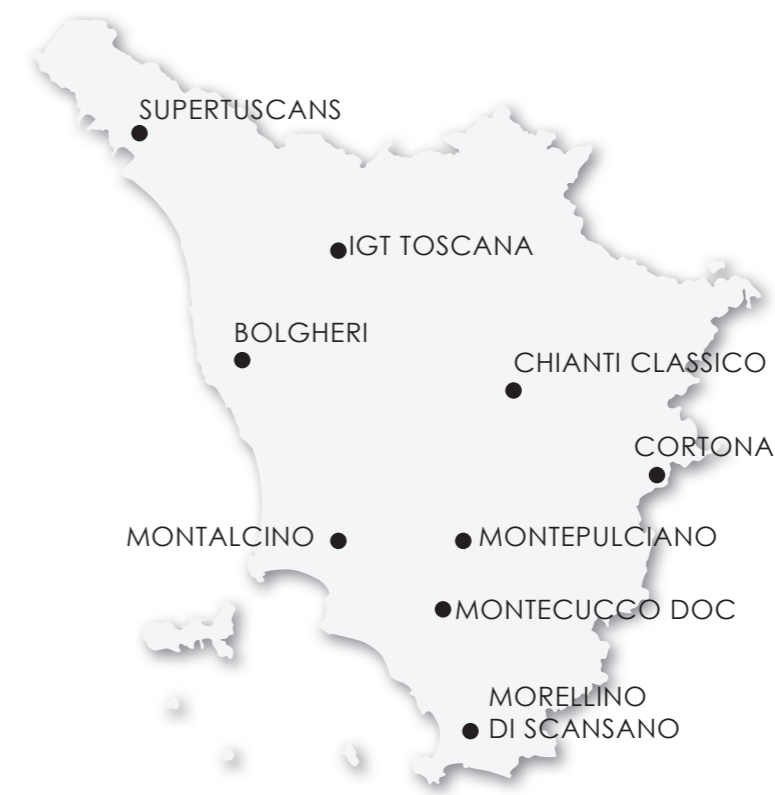 SUPERTUSCANS
IGT TOSCANA
BOLGHERI
CHIANTI CLASSICO
CORTONA
MONTALCINO
MONTEPULCIANO
MONTECUCCO DOC
MORELLINO
DI SCANSANO